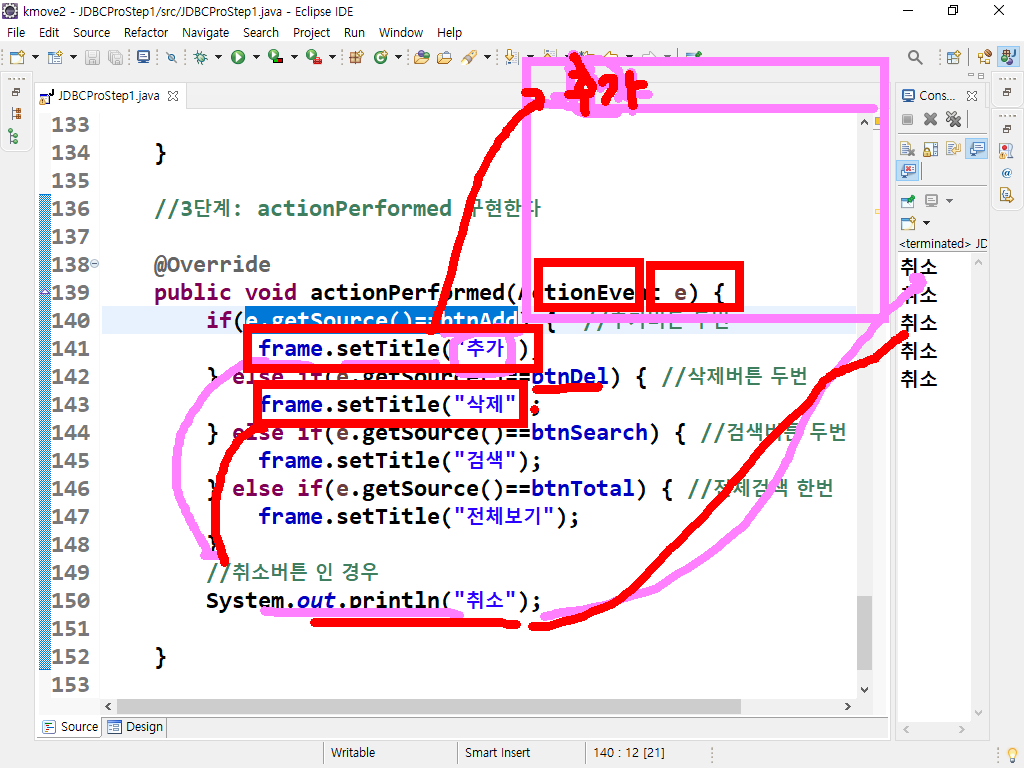 kmove2 - JDBCProStep1/src/JDBCProStep1.java - Eclipse IDE
File Edit Source Refactor Navigate Search Project Run Window Help
추가
JDBCProStep1.java
Cons...
133
134 }
135
136 //3단계: actionPerformed 구현한다
137
138 @Override
139 public void actionPerformed(ActionEvent e) {
140 if(e.getSource()==btnAdd) { //추가버튼 두번
141 frame.setTitle("추가")
142 } else if(e.getSource()==btnDel) { //삭제버튼 두번
143 frame.setTitle("삭제" ;
144 } else if(e.getSource()==btnSearch) { //검색버튼 두번
145 frame.setTitle("검색");
146 } else if(e.getSource()==btnTotal) { //전체검색 한번
147 frame.setTitle("전체보기");
148 }
149 //취소버튼 인 경우
150 System.out.println("취소");
151
152 }
153
<terminated> JD
취소
취소
취소
취소
취소
Source Design
Writable Smart Insert 140 : 12 [21]